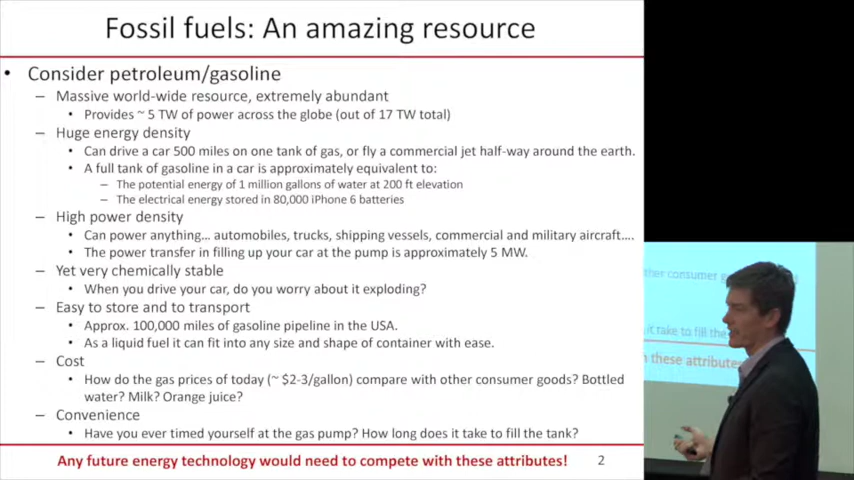 Fossil fuels: An amazing resource
• Consider petroleum/gasoline
– Massive world-wide resource, extremely abundant
• Provides ~ 5 TW of power across the globe (out of 17 TW total)
– Huge energy density
• Can drive a car 500 miles on one tank of gas, or fly a commercial jet half-way around the earth.
• A full tank of gasoline in a car is approximately equivalent to:
– The potential energy of 1 million gallons of water at 200 ft elevation
– The electrical energy stored in 80,000 iPhone 6 batteries
– High power density
• Can power anything... automobiles, trucks, shipping vessels, commercial and military aircraft....
• The power transfer in filling up your car at the pump is approximately 5 MW.
– Yet very chemically stable
• When you drive your car, do you worry about it exploding?
– Easy to store and to transport
• Approx. 100,000 miles of gasoline pipeline in the USA.
• As a liquid fuel it can fit into any size and shape of container with ease.
– Cost
• How do the gas prices of today (~ $2-3/gallon) compare with other consumer goods? Bottled
water? Milk? Orange juice?
– Convenience
• Have you ever timed yourself at the gas pump? How long does it take to fill the tank?
Any future energy technology would need to compete with these attributes!
2
other consumer
it take to fill the
these attributes